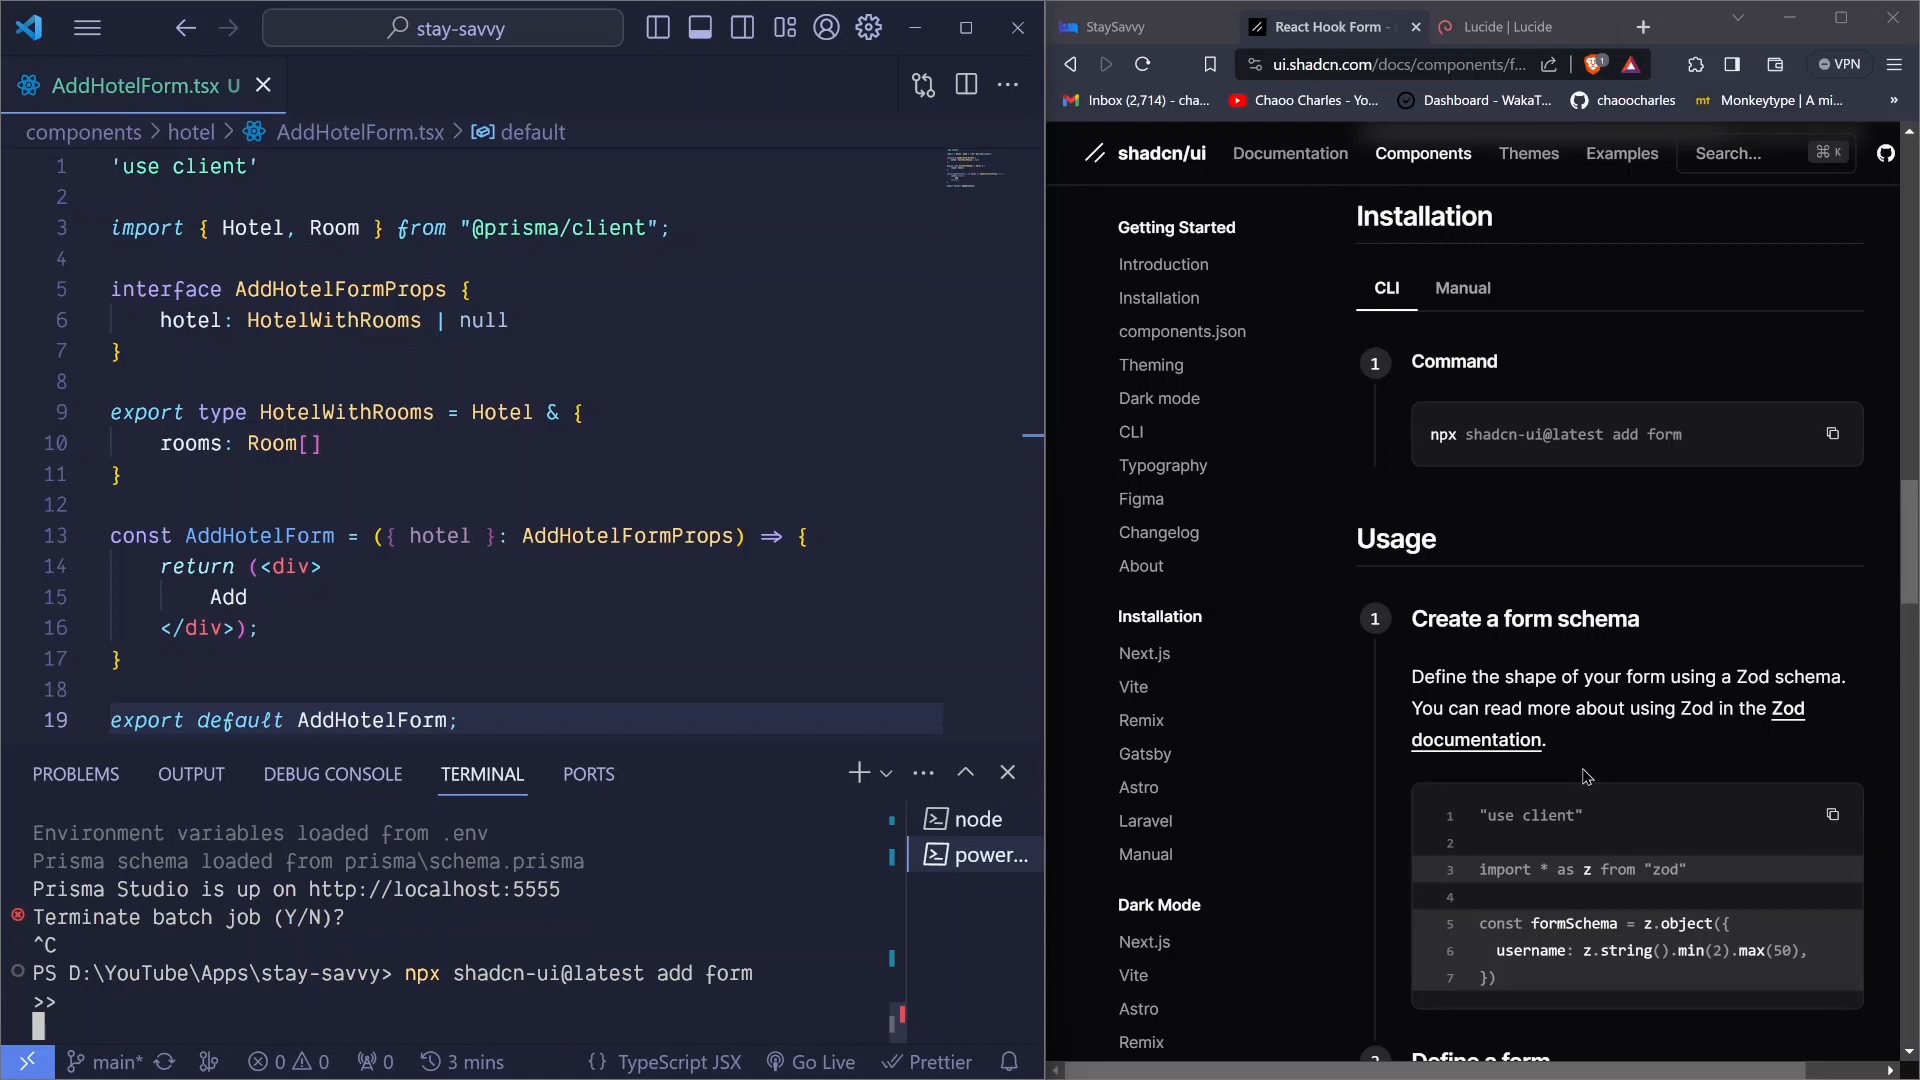 stay-savvy
AddHotelForm.tsx U
components > hotel > AddHotelForm.tsx > default
1 'use client'
2
3 import { Hotel, Room } from "@prisma/client";
4
5 interface AddHotelFormProps {
6 hotel: HotelWithRooms | null
7 }
8
9 export type HotelWithRooms = Hotel & {
10 rooms: Room[]
11 }
12
13 const AddHotelForm = ({ hotel }: AddHotelFormProps) => {
14 return (<div>
15 Add
16 </div>);
17 }
18
19 export default AddHotelForm;
PROBLEMS OUTPUT DEBUG CONSOLE TERMINAL PORTS
node
power...
Environment variables loaded from .env
Prisma schema loaded from prisma\schema.prisma
Prisma Studio is up on http://localhost:5555
Terminate batch job (Y/N)?
^C
PS D:\YouTube\Apps\stay-savvy> npx shadcn-ui@latest add form
>>
main* 0 0 0 3 mins {} TypeScript JSX Go Live Prettier
StaySavvy React Hook Form - Lucide | Lucide
ui.shadcn.com/docs/components/f... 1 VPN
Inbox (2,714) - cha... Chaoo Charles - Yo... Dashboard - WakaT... chaoocharles mt Monkeytype | A mi... »
shadcn/ui Documentation Components Themes Examples Search... ⌘ K
Getting Started
Introduction
Installation
components.json
Theming
Dark mode
CLI
Typography
Figma
Changelog
About
Installation
Next.js
Vite
Remix
Gatsby
Astro
Laravel
Manual
Dark Mode
Next.js
Vite
Astro
Remix
Installation
CLI Manual
1 Command
npx shadcn-ui@latest add form
Usage
1 Create a form schema
Define the shape of your form using a Zod schema.
You can read more about using Zod in the Zod
documentation.
1 "use client"
2
3 import * as z from "zod"
4
5 const formSchema = z.object({
6 username: z.string().min(2).max(50),
7 })
2 Define a form